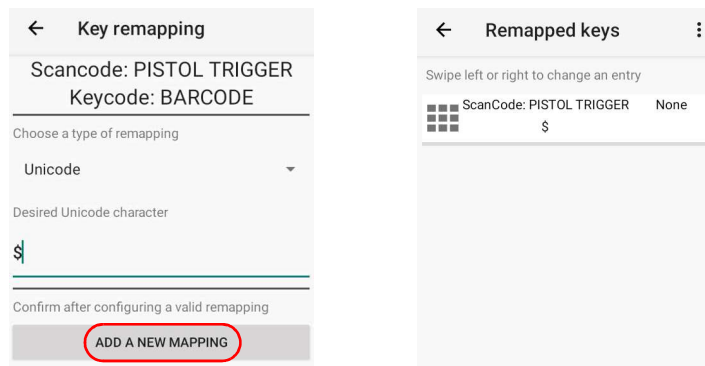 Key remapping
Scancode: PISTOL TRIGGER
Keycode: BARCODE
Choose a type of remapping
Unicode
Desired Unicode character
$
Confirm after configuring a valid remapping
ADD A NEW MAPPING
Remapped keys
Swipe left or right to change an entry
ScanCode: PISTOL TRIGGER None
$